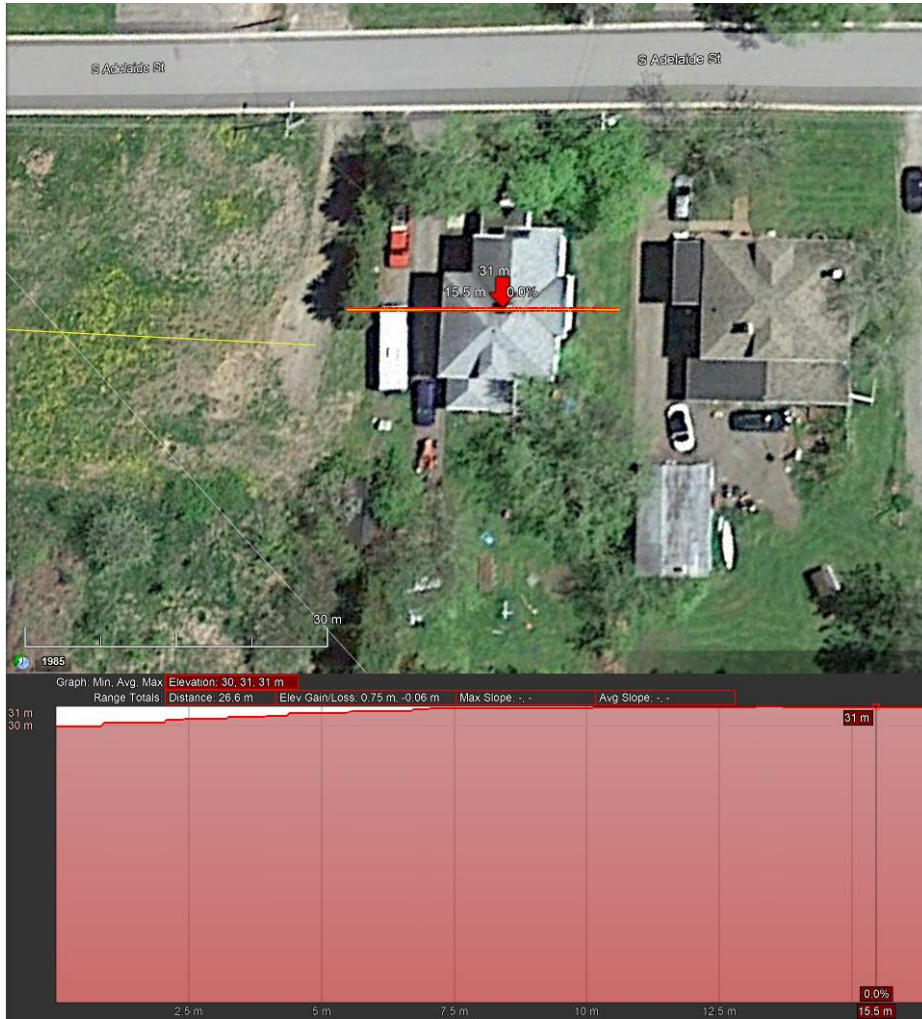 S Adelaide St
S Adelaide St
31 m
15.5 m 0.0%
30 m
1985
Graph: Min, Avg, Max Elevation: 30, 31, 31 m
Range Totals: Distance: 26.6 m Elev Gain/Loss: 0.75 m, -0.06 m Max Slope: -, - Avg Slope: -, -
31 m
30 m
31 m
0.0%
2.5 m 5 m 7.5 m 10 m 12.5 m 15.5 m